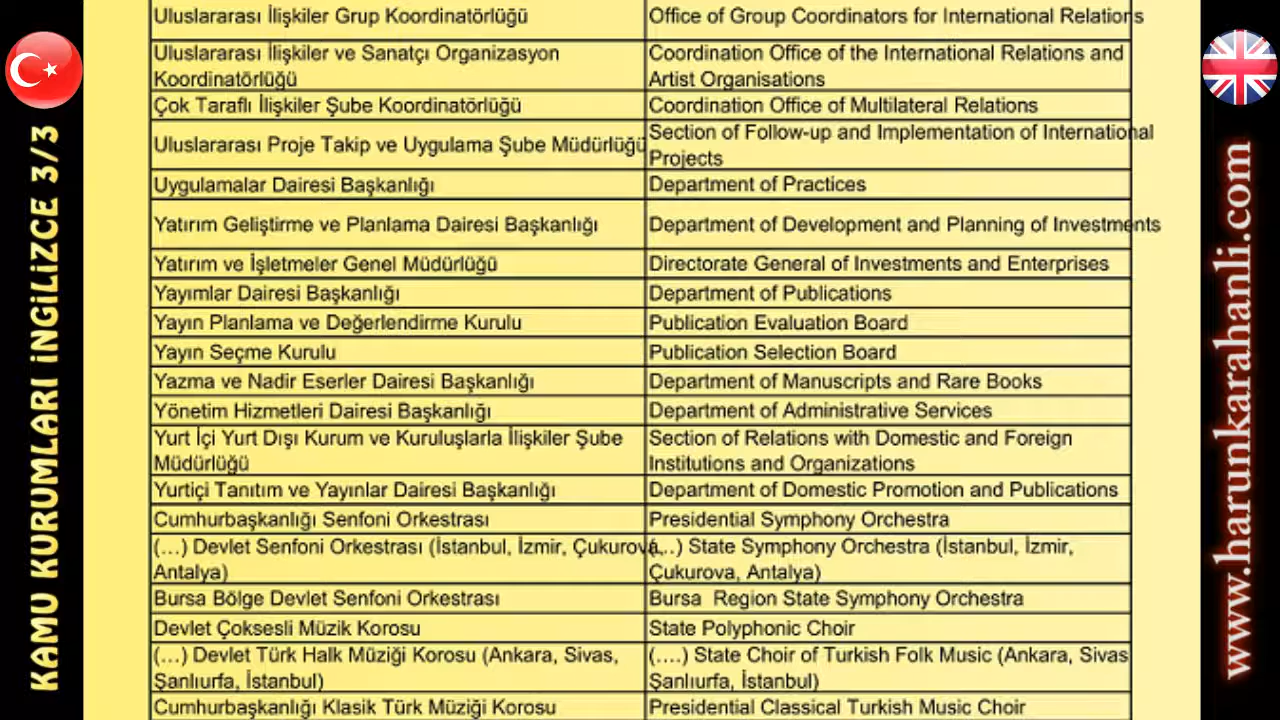 KAMU KURUMLARI İNGİLİZCE 3/3
Uluslararası İlişkiler Grup Koordinatörlüğü
Office of Group Coordinators for International Relations
Uluslararası İlişkiler ve Sanatçı Organizasyon
Koordinatörlüğü
Coordination Office of the International Relations and
Artist Organisations
Çok Taraflı İlişkiler Şube Koordinatörlüğü
Coordination Office of Multilateral Relations
Uluslararası Proje Takip ve Uygulama Şube Müdürlüğü
Section of Follow-up and Implementation of International
Projects
Uygulamalar Dairesi Başkanlığı
Department of Practices
Yatırım Geliştirme ve Planlama Dairesi Başkanlığı
Department of Development and Planning of Investments
Yatırım ve İşletmeler Genel Müdürlüğü
Directorate General of Investments and Enterprises
Yayımlar Dairesi Başkanlığı
Department of Publications
Yayın Planlama ve Değerlendirme Kurulu
Publication Evaluation Board
Yayın Seçme Kurulu
Publication Selection Board
Yazma ve Nadir Eserler Dairesi Başkanlığı
Department of Manuscripts and Rare Books
Yönetim Hizmetleri Dairesi Başkanlığı
Department of Administrative Services
Yurt İçi Yurt Dışı Kurum ve Kuruluşlarla İlişkiler Şube
Müdürlüğü
Section of Relations with Domestic and Foreign
Institutions and Organizations
Yurtiçi Tanıtım ve Yayınlar Dairesi Başkanlığı
Department of Domestic Promotion and Publications
Cumhurbaşkanlığı Senfoni Orkestrası
Presidential Symphony Orchestra
(…) Devlet Senfoni Orkestrası (İstanbul, İzmir, Çukurova,
Antalya)
(…) State Symphony Orchestra (İstanbul, İzmir,
Çukurova, Antalya)
Bursa Bölge Devlet Senfoni Orkestrası
Bursa  Region State Symphony Orchestra
Devlet Çoksesli Müzik Korosu
State Polyphonic Choir
(…) Devlet Türk Halk Müziği Korosu (Ankara, Sivas,
Şanlıurfa, İstanbul)
(….) State Choir of Turkish Folk Music (Ankara, Sivas
Şanlıurfa, İstanbul)
Cumhurbaşkanlığı Klasik Türk Müziği Korosu
Presidential Classical Turkish Music Choir
www.harunkarahanli.com